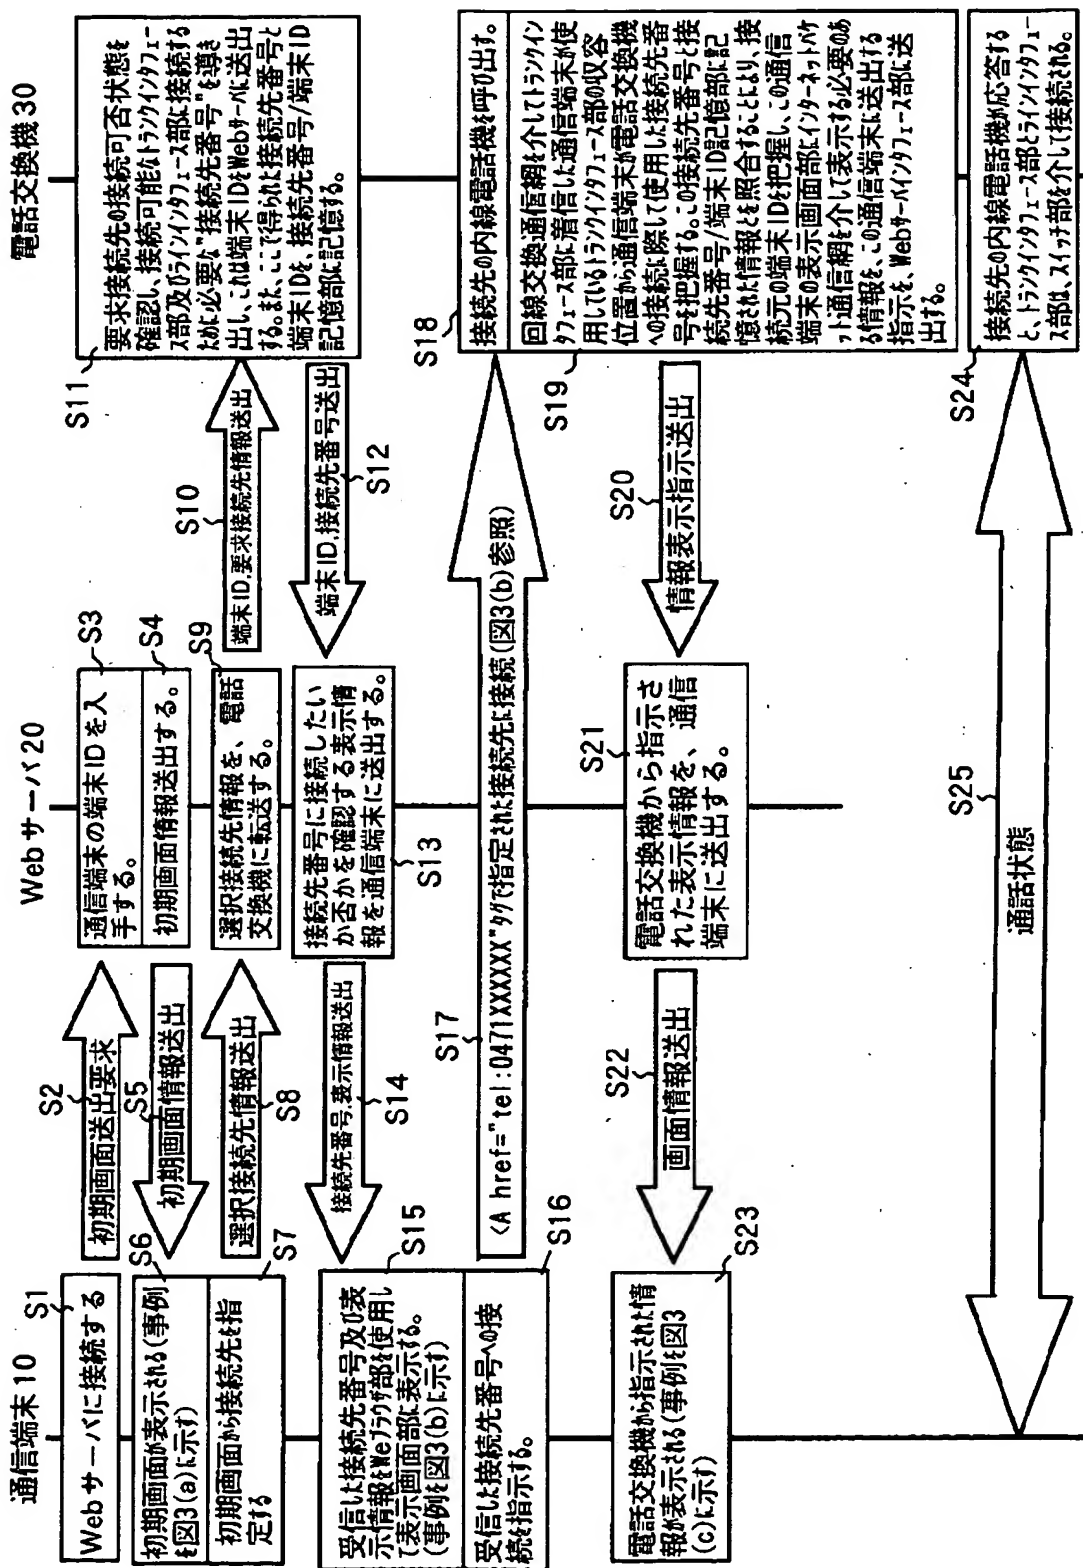 通信端末10
S1
Webサーバに接続する
S6
初期画面が表示される(事例
を図3(a)に示す)
S7
初期画面から接続先を指
定する
S15
受信した接続先番号及び表
示情報をWeブラウザ部を使用し
て表示画面部に表示する。
(事例を図3(b)に示す)
S16
受信した接続先番号への接
続を指示する。
S23
電話交換機から指示された情
報が表示される(事例を図3
(c)に示す)
S2
初期画面送出要求
S5
初期画面情報送出
選択接続先情報送出
S8
接続先番号,表示情報送出
S14
S17
<A href="tel:0471XXXXXX"タグで指定された接続先に接続(図3(b)参照)
S22
画面情報送出
Webサーバ20
S3
通信端末の端末IDを入
手する。
S4
初期画面情報送出する。
S9
選択接続先情報を、電話
交換機に転送する。
接続先番号に接続したい
か否かを確認する表示情
報を通信端末に送出する。
S13
S21
電話交換機から指示さ
れた表示情報を、通信
端末に送出する。
S10
端末ID,要求接続先情報送出
端末ID,接続先番号送出
S12
S20
情報表示指示送出
電話交換機30
S11
要求接続先の接続可否状態を
確認し、接続可能なトランクインタフェー
ス部及びラインインタフェース部に接続する
ために必要な"接続先番号"を導き
出し、これは端末IDをWebサーバに送出
する。また、ここで得られた接続先番号と
端末IDを、接続先番号/端末ID
記憶部に記憶する。
S18
接続先の内線電話機を呼び出す。
S19
回線交換通信網を介してトランクイン
タフェース部に着信した通信端末が使
用しているトランクインタフェース部の収容
位置から通信端末が電話交換機
への接続に際して使用した接続先番
号を把握する。この接続先番号と接
続先番号/端末ID記憶部に記
憶された情報とを照合することにより、接
続元の端末IDを把握し、この通信
端末の表示画面部にインターネットパケ
ット通信網を介して表示する必要のあ
る情報を、この通信端末に送出する
指示を、Webサーバインタフェース部に送
出する。
S24
接続先の内線電話機が応答する
と、トランクインタフェース部とラインインタフェー
ス部は、スイッチ部を介して接続される。
通話状態
S25